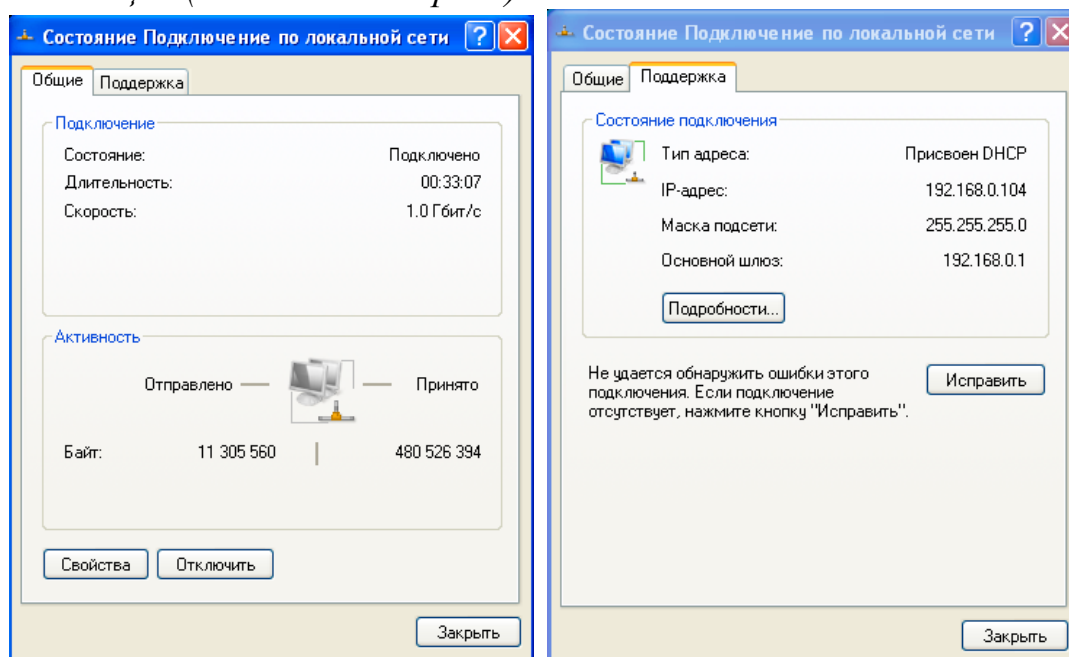 Состояние Подключение по локальной сети
Общие Поддержка
Подключение
Состояние: Подключено
Длительность: 00:33:07
Скорость: 1.0 Гбит/с
Активность
Отправлено Принято
Байт: 11 305 560 480 526 394
Свойства Отключить
Закрыть
Состояние Подключение по локальной сети
Общие Поддержка
Состояние подключения
Тип адреса: Присвоен DHCP
IP-адрес: 192.168.0.104
Маска подсети: 255.255.255.0
Основной шлюз: 192.168.0.1
Подробности...
Не удается обнаружить ошибки этого
подключения. Если подключение
отсутствует, нажмите кнопку "Исправить".
Исправить
Закрыть